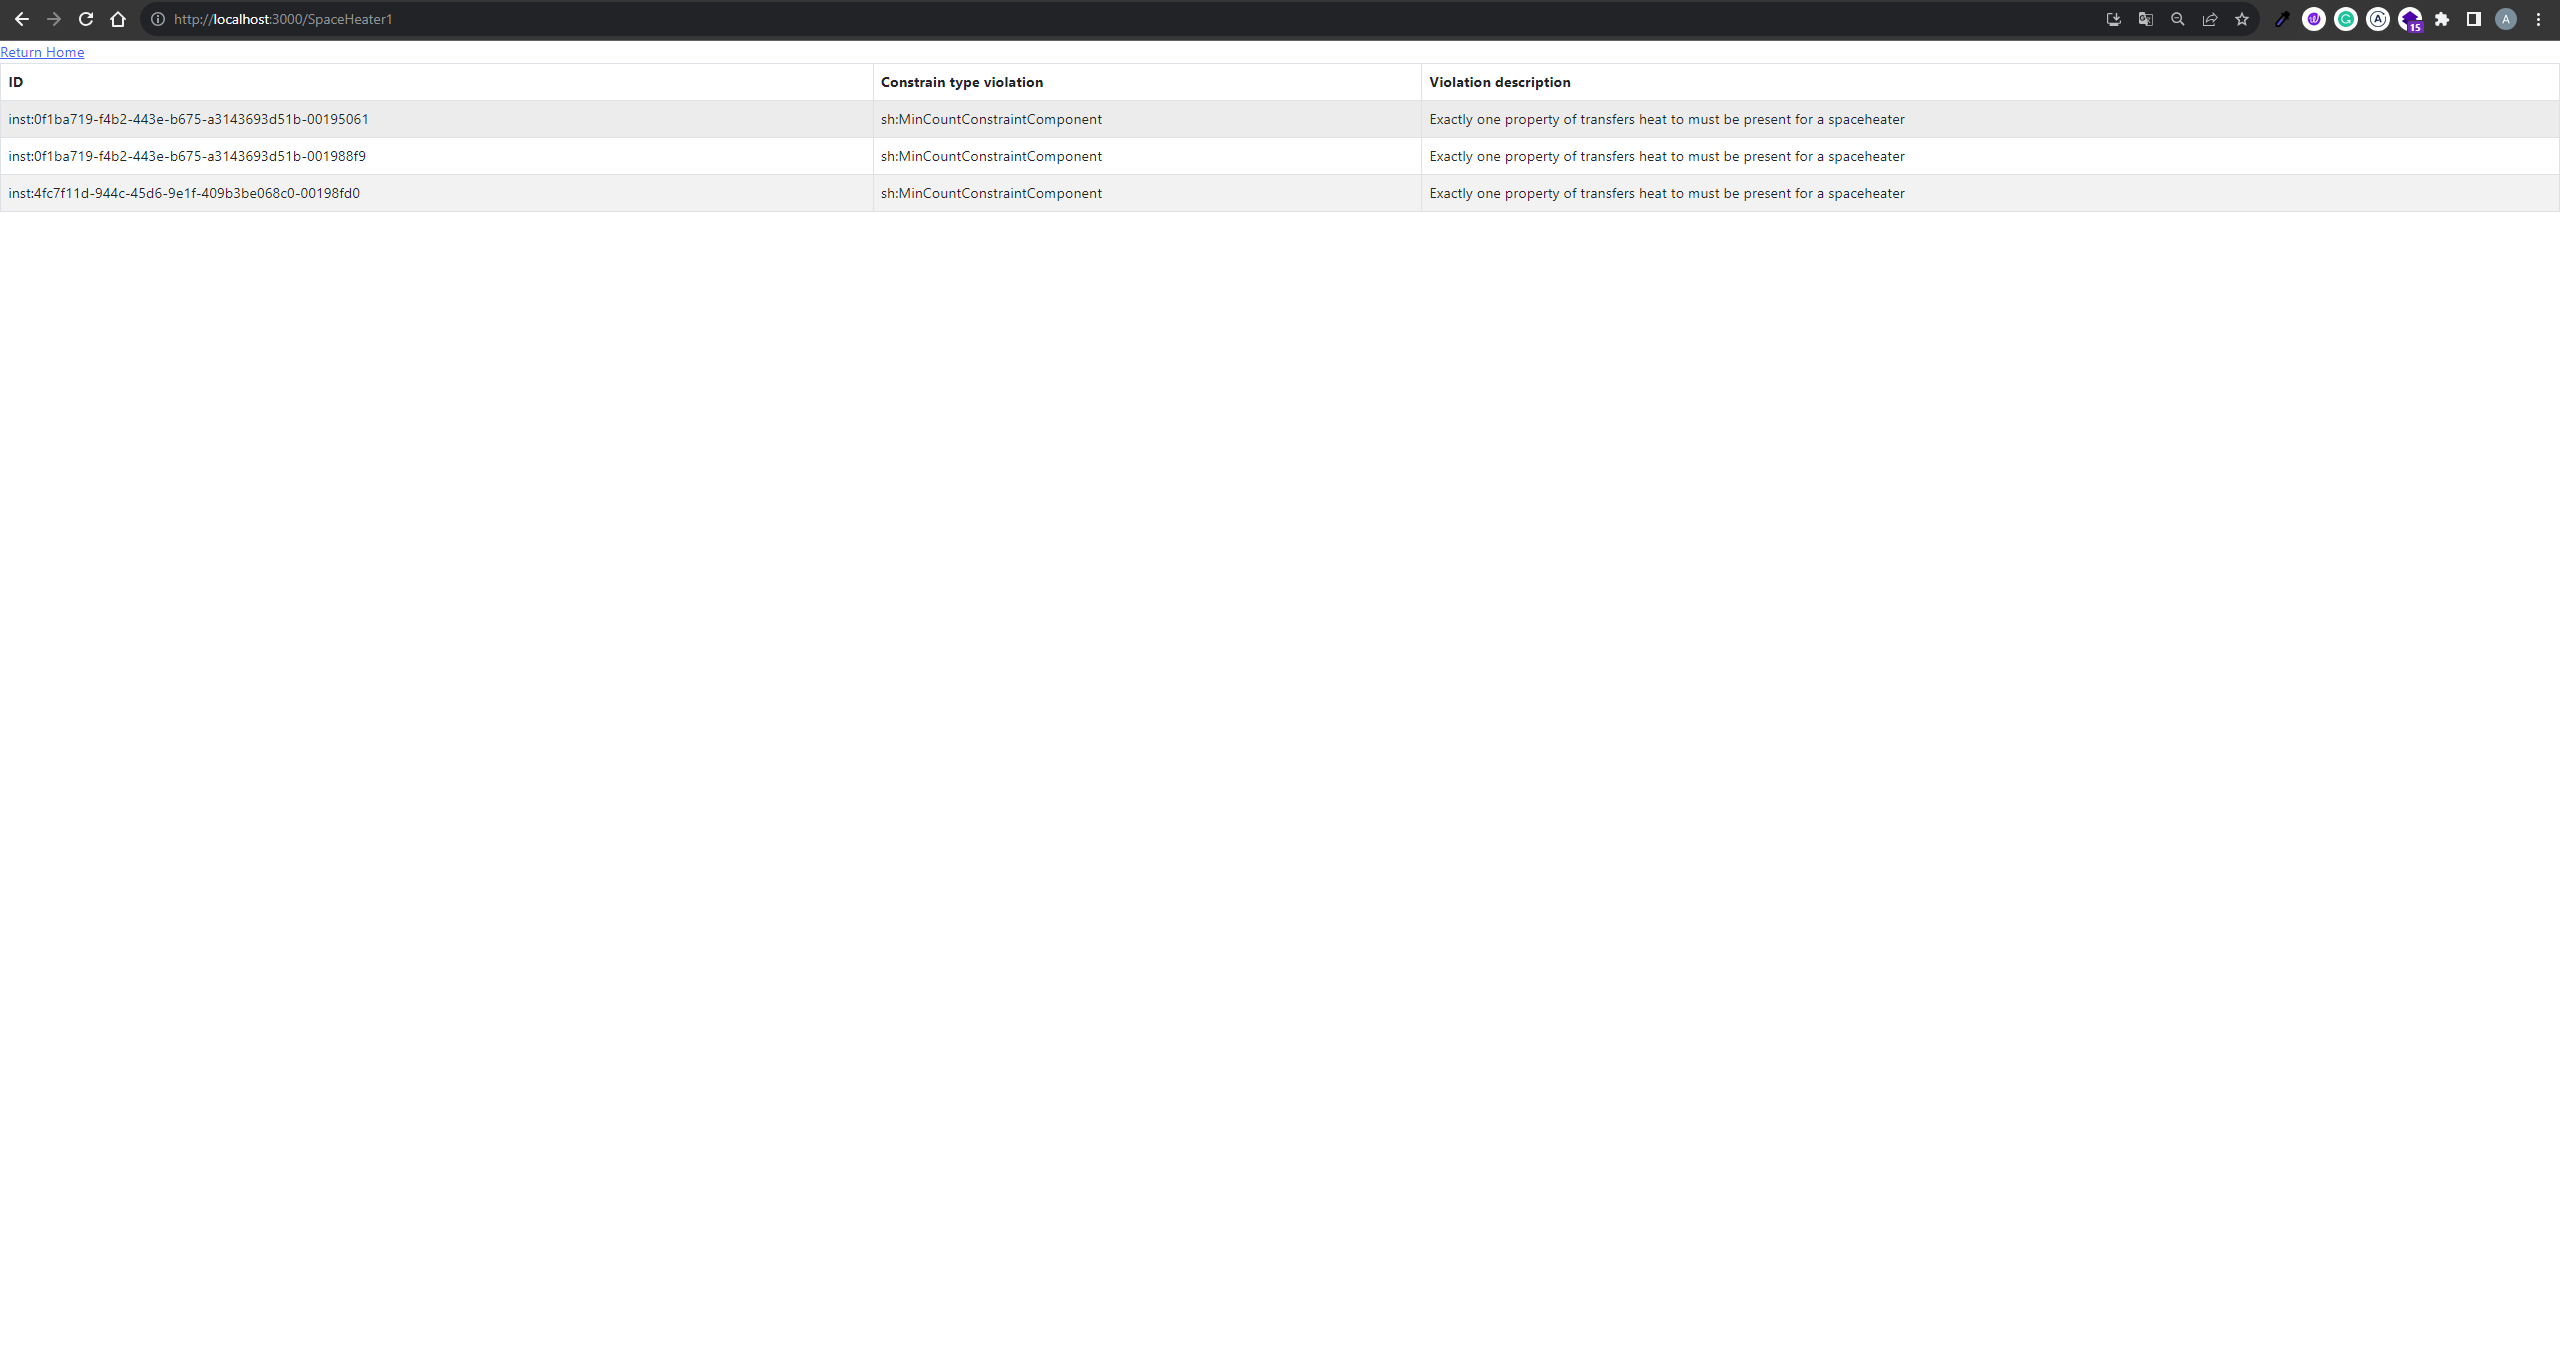 http://localhost:3000/SpaceHeater1
15
A
Return Home
ID Constrain type violation Violation description
inst:0f1ba719-f4b2-443e-b675-a3143693d51b-00195061 sh:MinCountConstraintComponent Exactly one property of transfers heat to must be present for a spaceheater
inst:0f1ba719-f4b2-443e-b675-a3143693d51b-001988f9 sh:MinCountConstraintComponent Exactly one property of transfers heat to must be present for a spaceheater
inst:4fc7f11d-944c-45d6-9e1f-409b3be068c0-00198fd0 sh:MinCountConstraintComponent Exactly one property of transfers heat to must be present for a spaceheater